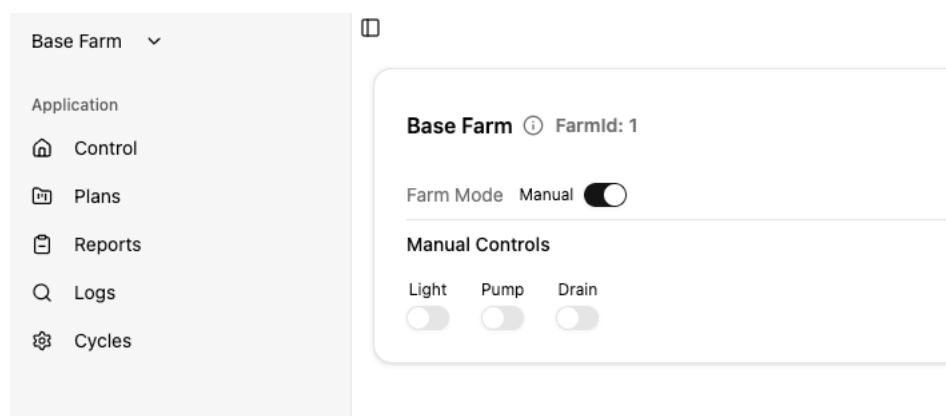 Base Farm
Application
Control
Plans
Reports
Logs
Cycles
Base Farm FarmId: 1
Farm Mode Manual
Manual Controls
Light Pump Drain